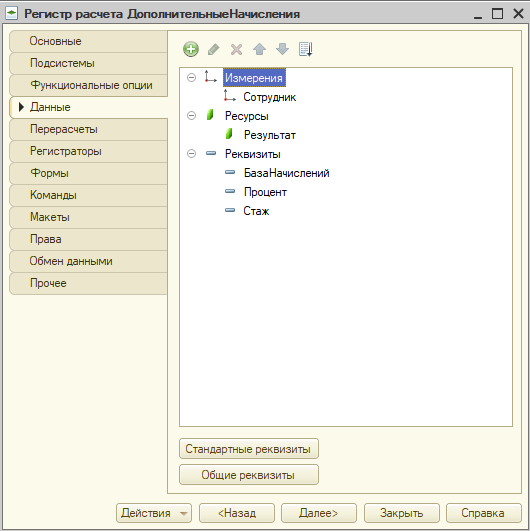 Регистр расчета ДополнительныеНачисления
Основные
Подсистемы
Функциональные опции
Данные
Перерасчеты
Регистраторы
Формы
Команды
Макеты
Права
Обмен данными
Прочее
Измерения
Сотрудник
Ресурсы
Результат
Реквизиты
БазаНачислений
Процент
Стаж
Стандартные реквизиты
Общие реквизиты
Действия
<Назад
Далее>
Закрыть
Справка